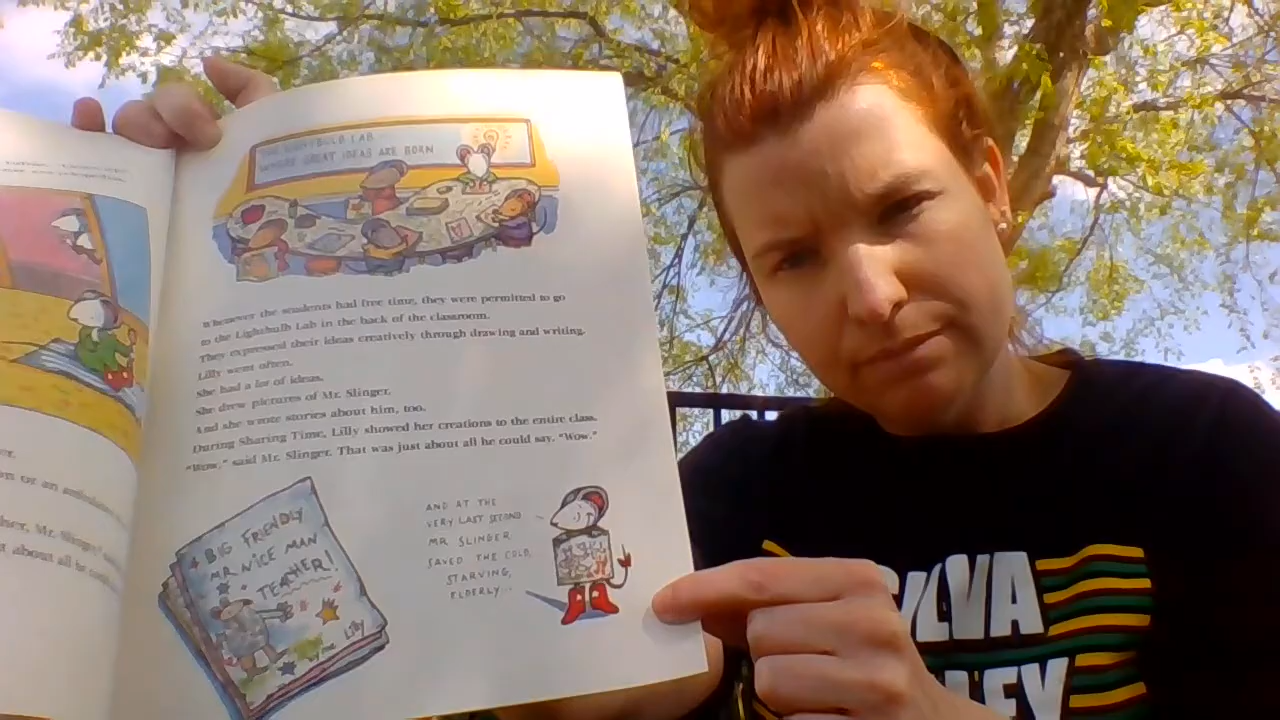 LIGHTBULB LAB
WHERE GREAT IDEAS ARE BORN
Whenever the students had free time, they were permitted to go
to the Lightbulb Lab in the back of the classroom.
They expressed their ideas creatively through drawing and writing.
Lilly went often.
She had a lot of ideas.
She drew pictures of Mr. Slinger.
And she wrote stories about him, too.
During Sharing Time, Lilly showed her creations to the entire class.
"Wow," said Mr. Slinger. That was just about all he could say. "Wow."
BIG FRIENDLY
MR. NICE MAN
TEACHER!
by me Lilly
AND AT THE
VERY LAST SECOND
MR. SLINGER
SAVED THE COLD,
STARVING,
ELDERLY...